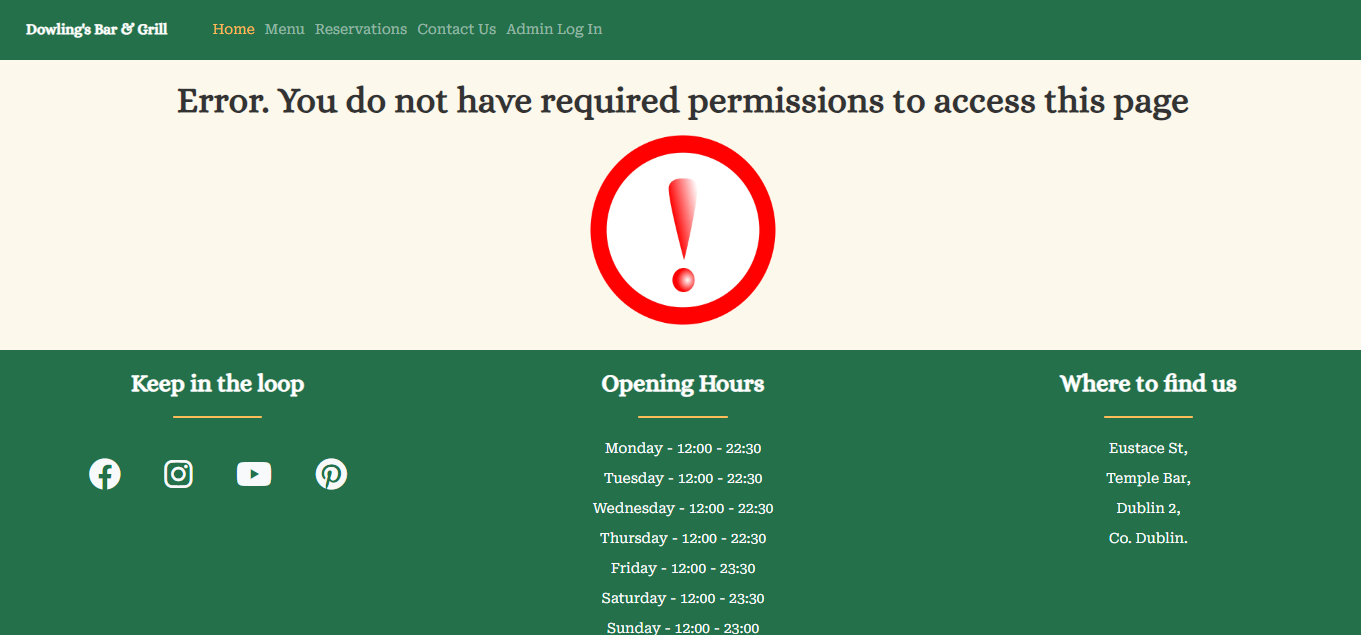 Dowling's Bar & Grill Home Menu Reservations Contact Us Admin Log In
Error. You do not have required permissions to access this page
!
Keep in the loop
Opening Hours
Monday - 12:00 - 22:30
Tuesday - 12:00 - 22:30
Wednesday - 12:00 - 22:30
Thursday - 12:00 - 22:30
Friday - 12:00 - 23:30
Saturday - 12:00 - 23:30
Sunday - 12:00 - 23:00
Where to find us
Eustace St,
Temple Bar,
Dublin 2,
Co. Dublin.